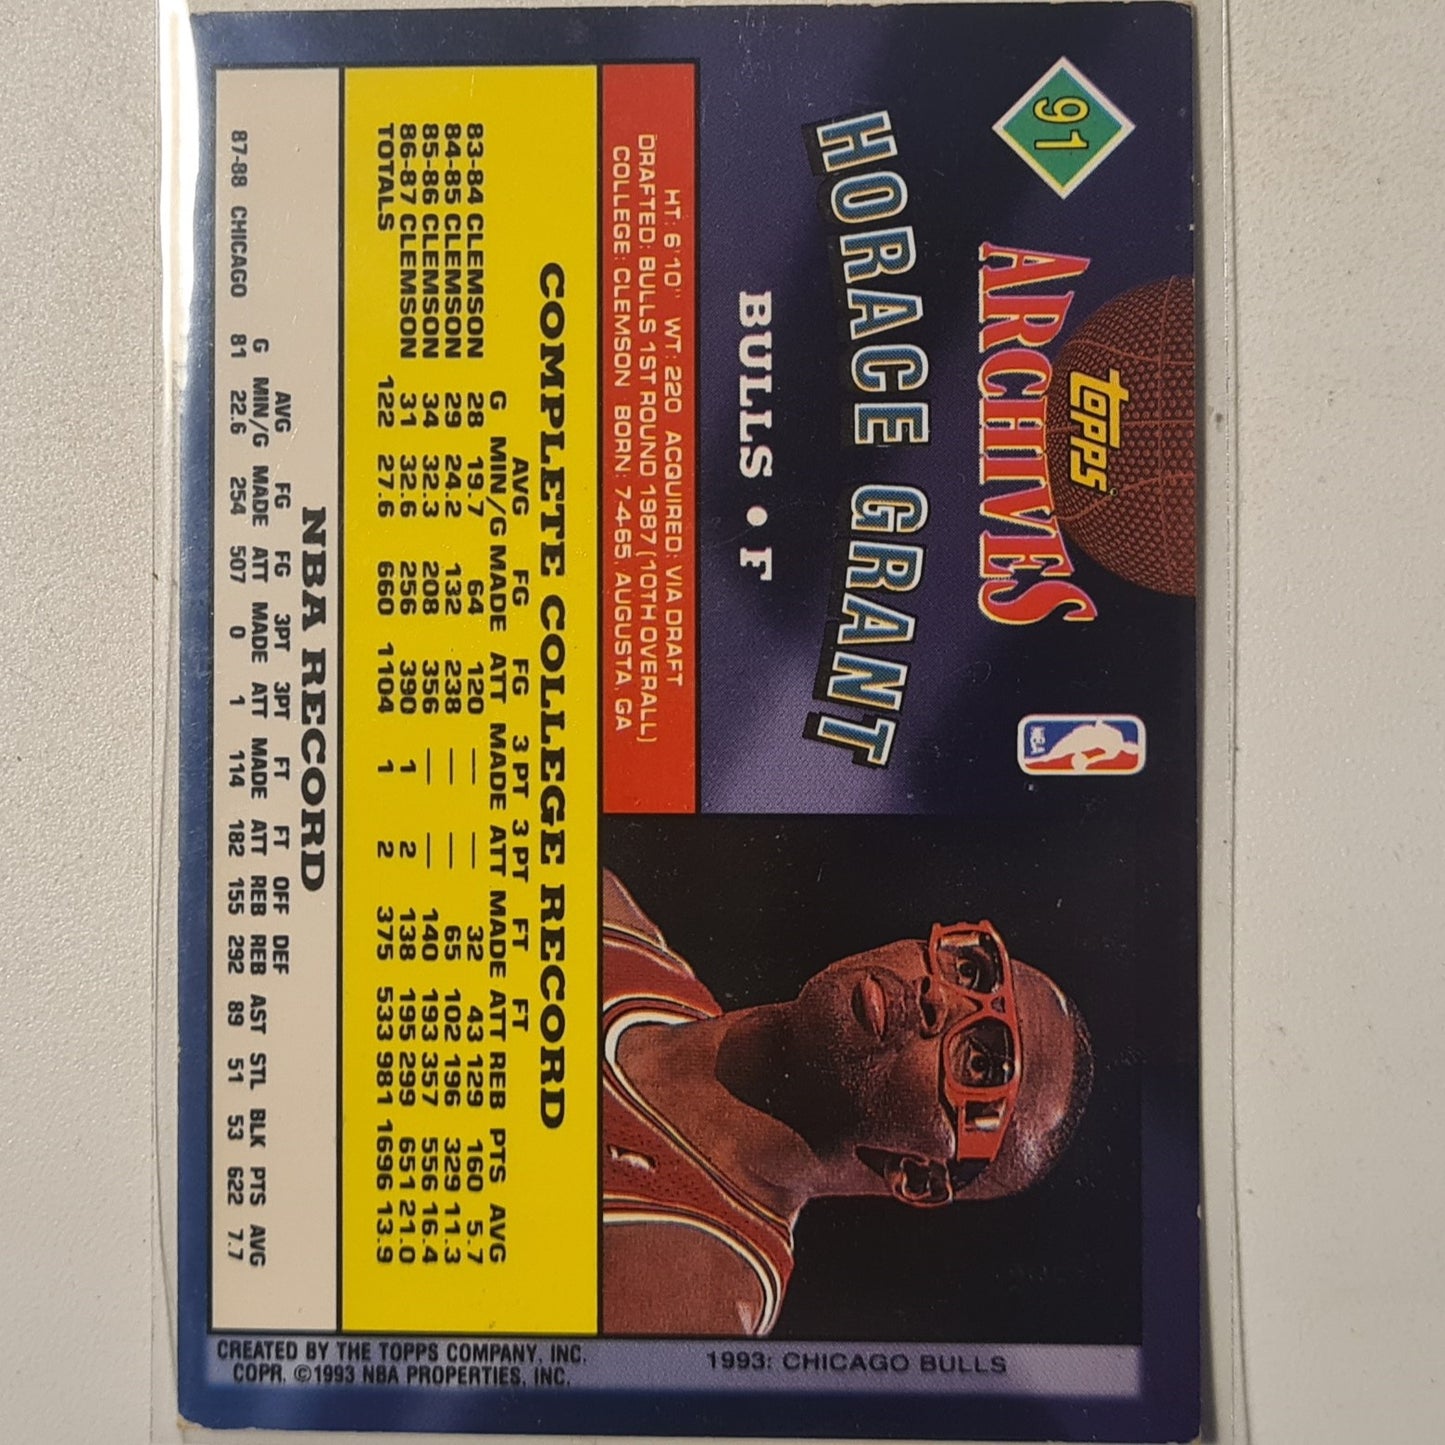 91
topps
ARCHIVES
NBA
HORACE GRANT
BULLS • F
HT: 6'10" WT: 220 ACQUIRED: VIA DRAFT
DRAFTED: BULLS 1ST ROUND 1987 (10TH OVERALL)
COLLEGE: CLEMSON BORN: 7-4-65, AUGUSTA, GA
COMPLETE COLLEGE RECORD
AVG FG FG 3 PT 3 PT FT FT
G MIN/G MADE ATT MADE ATT MADE ATT REB PTS AVG
83-84 CLEMSON 28 19.7 64 120 — — 32 43 129 160 5.7
84-85 CLEMSON 29 24.2 132 238 — — 65 102 196 329 11.3
85-86 CLEMSON 34 32.3 208 356 — — 140 193 357 556 16.4
86-87 CLEMSON 31 32.6 256 390 1 2 138 195 299 651 21.0
TOTALS 122 27.6 660 1104 1 2 375 533 981 1696 13.9
NBA RECORD
AVG FG FG 3PT 3PT FT FT OFF DEF
G MIN/G MADE ATT MADE ATT MADE ATT REB REB AST STL BLK PTS AVG
87-88 CHICAGO 81 22.6 254 507 0 1 114 182 155 292 89 51 53 622 7.7
1993: CHICAGO BULLS
CREATED BY THE TOPPS COMPANY, INC.
COPR. ©1993 NBA PROPERTIES, INC.